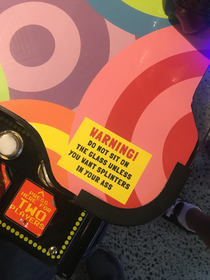 WARNING!
DO NOT SIT ON
THE GLASS UNLESS
YOU WANT SPLINTERS
IN YOUR ASS
TWO
PLAYERS